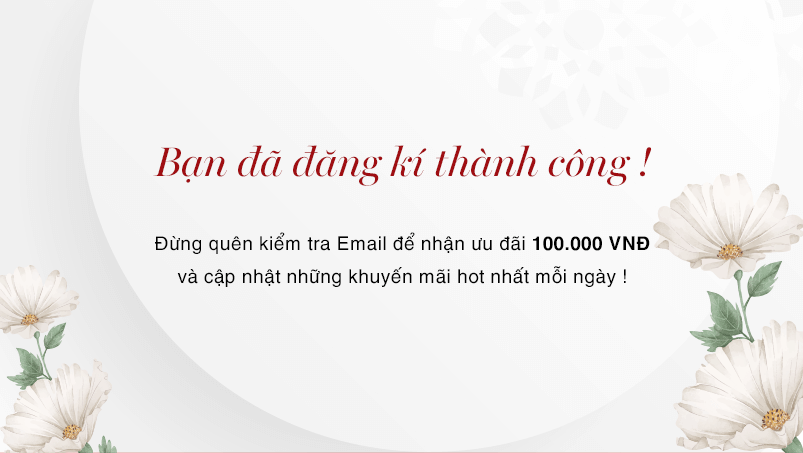 Bạn đã đăng kí thành công !
Đừng quên kiểm tra Email để nhận ưu đãi 100.000 VNĐ
và cập nhật những khuyến mãi hot nhất mỗi ngày !